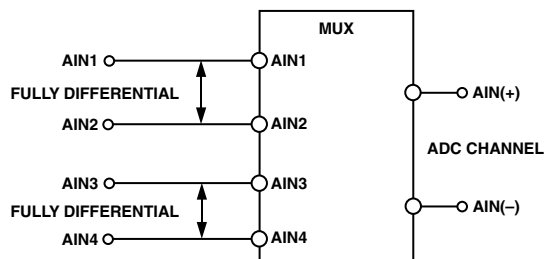 MUX
AIN1 AIN1
FULLY DIFFERENTIAL
AIN2 AIN2
AIN(+)
ADC CHANNEL
AIN3 AIN3
FULLY DIFFERENTIAL
AIN4 AIN4
AIN(–)